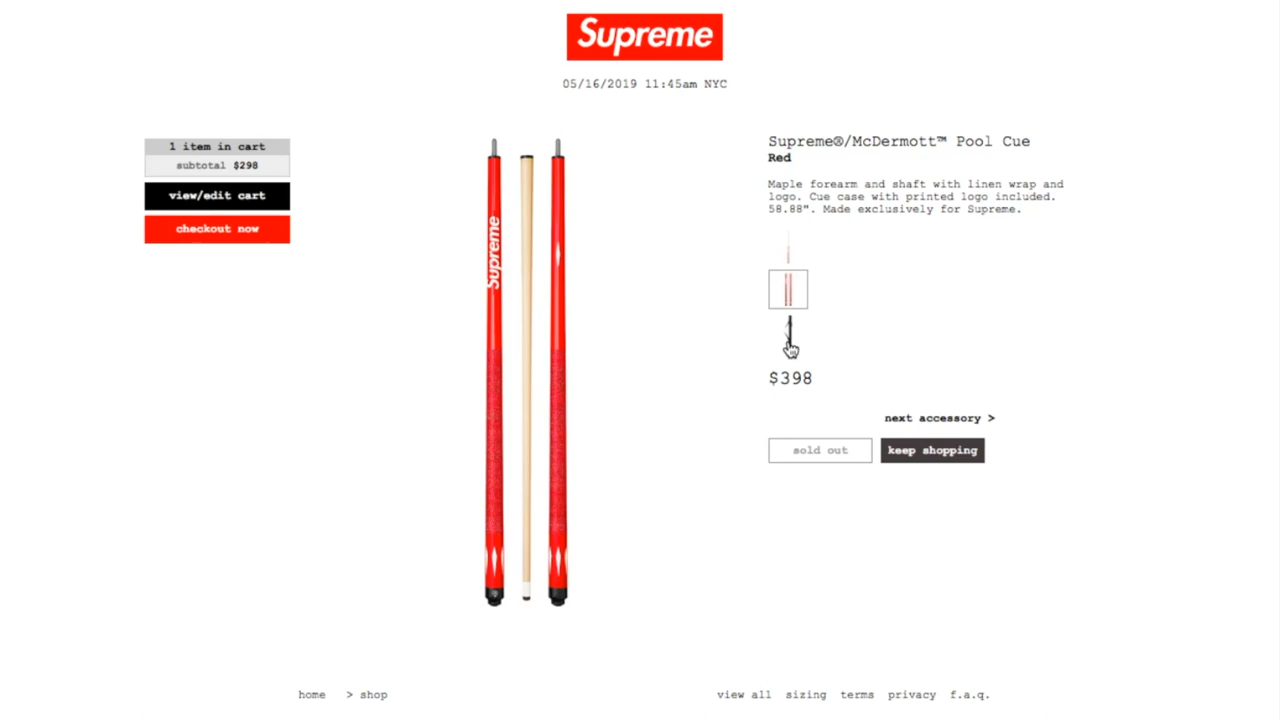 Supreme
05/16/2019 11:45am NYC
1 item in cart
subtotal $298
view/edit cart
checkout now
Supreme
Supreme®/McDermott™ Pool Cue
Red
Maple forearm and shaft with linen wrap and
logo. Cue case with printed logo included.
58.88". Made exclusively for Supreme.
$398
next accessory >
sold out
keep shopping
home > shop
view all sizing terms privacy f.a.q.